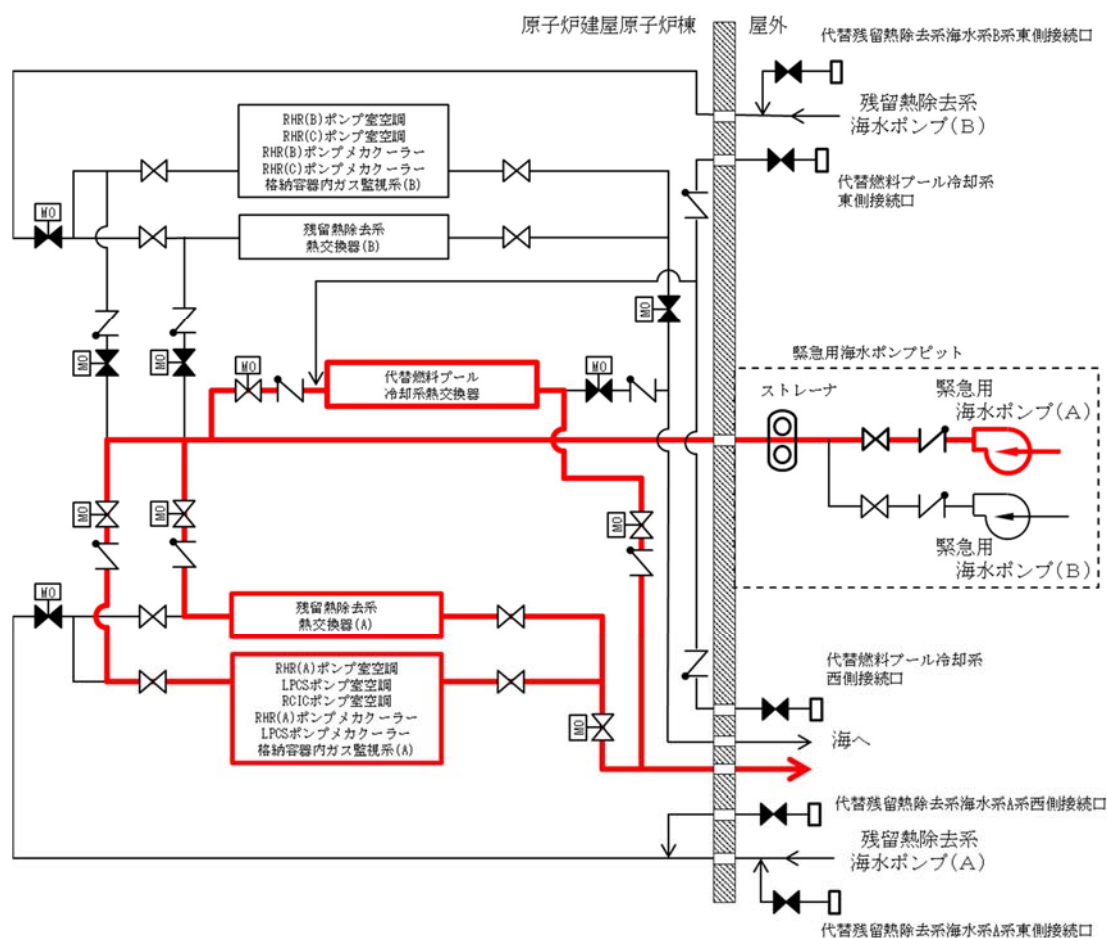 原子炉建屋原子炉棟
屋外
代替残留熱除去系海水系B系東側接続口
残留熱除去系
海水ポンプ(B)
代替燃料プール冷却系
東側接続口
RHR(B)ポンプ室空調
RHR(C)ポンプ室空調
RHR(B)ポンプメカクーラー
RHR(C)ポンプメカクーラー
格納容器内ガス監視系(B)
MO
残留熱除去系
熱交換器(B)
MO
MO
MO
MO
代替燃料プール
冷却系熱交換器
MO
緊急用海水ポンプピット
ストレーナ
緊急用
海水ポンプ(A)
MO
MO
MO
緊急用
海水ポンプ(B)
MO
残留熱除去系
熱交換器(A)
RHR(A)ポンプ室空調
LPCSポンプ室空調
RCICポンプ室空調
RHR(A)ポンプメカクーラー
LPCSポンプメカクーラー
格納容器内ガス監視系(A)
MO
代替燃料プール冷却系
西側接続口
海へ
代替残留熱除去系海水系A系西側接続口
残留熱除去系
海水ポンプ(A)
代替残留熱除去系海水系A系東側接続口